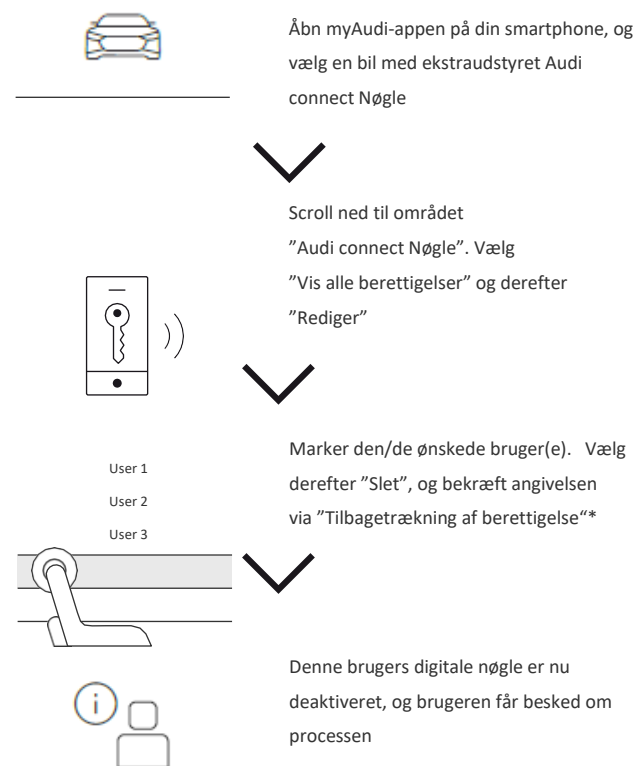 Åbn myAudi-appen på din smartphone, og
vælg en bil med ekstraudstyret Audi
connect Nøgle
Scroll ned til området
”Audi connect Nøgle”. Vælg
”Vis alle berettigelser” og derefter
”Rediger”
User 1
User 2
User 3
Marker den/de ønskede bruger(e).   Vælg
derefter ”Slet”, og bekræft angivelsen
via ”Tilbagetrækning af berettigelse“*
i
Denne brugers digitale nøgle er nu
deaktiveret, og brugeren får besked om
processen